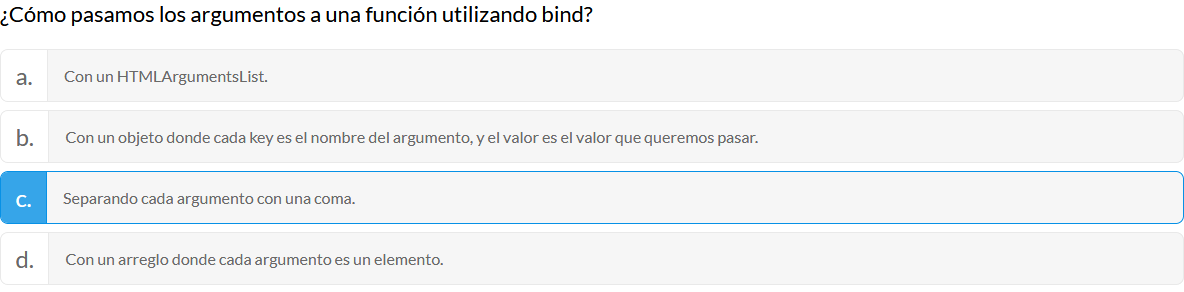 ¿Cómo pasamos los argumentos a una función utilizando bind?
a. Con un HTMLArgumentsList.
b. Con un objeto donde cada key es el nombre del argumento, y el valor es el valor que queremos pasar.
c. Separando cada argumento con una coma.
d. Con un arreglo donde cada argumento es un elemento.